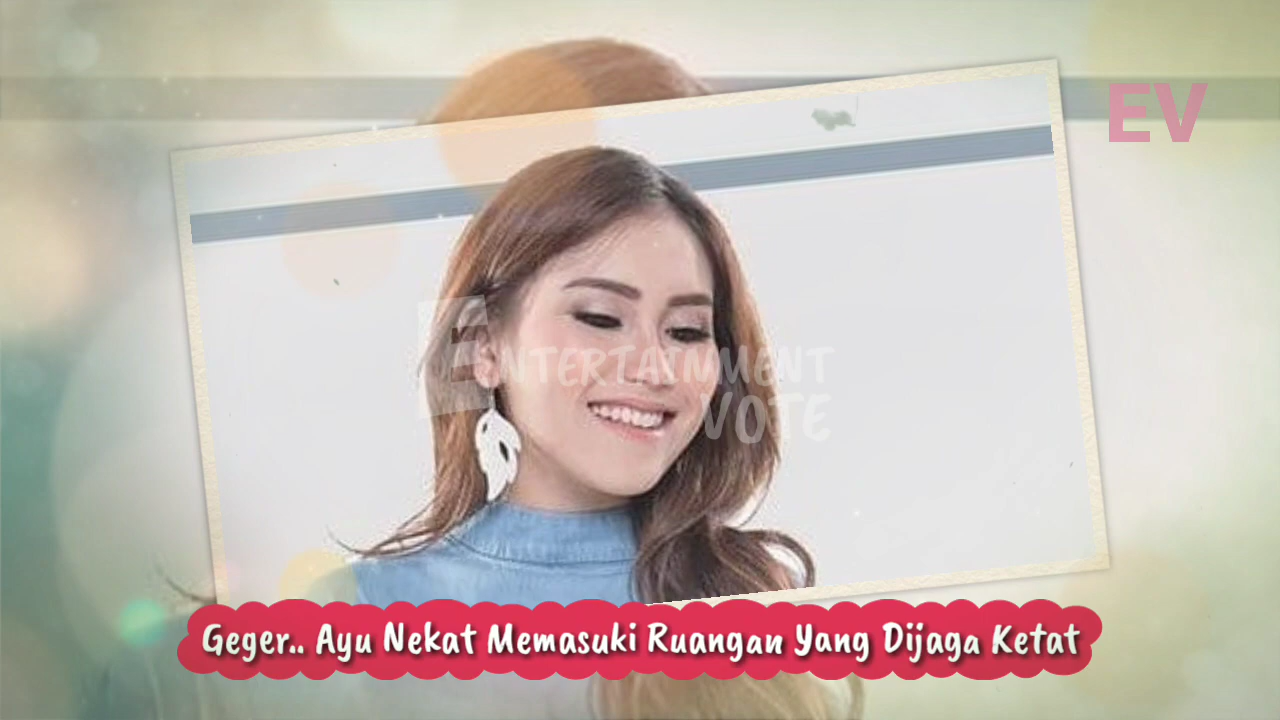 EV
ENTERTAINMENT
VOTE
Geger.. Ayu Nekat Memasuki Ruangan Yang Dijaga Ketat